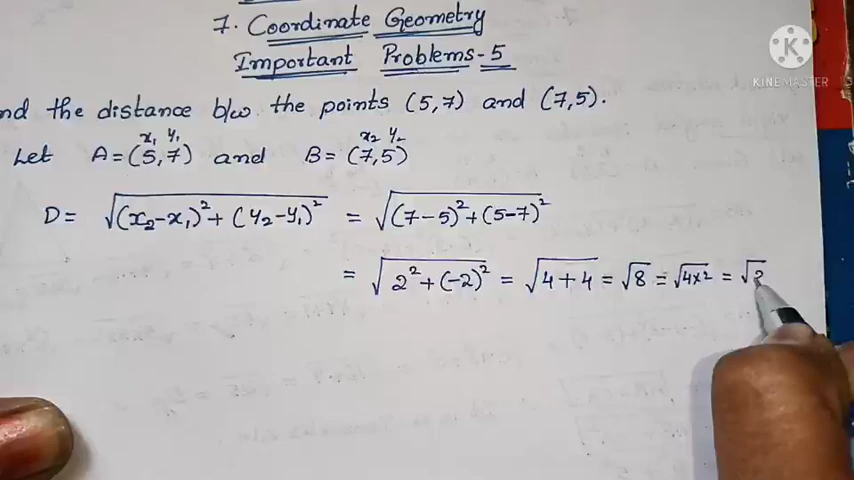 7. Coordinate Geometry
Important Problems-5
KINEMASTER
nd the distance b/w the points (5,7) and (7,5).
x₁ y₁ x₂ y₂
Let A=(5,7) and B=(7,5)
D= √(x₂-x₁)²+(y₂-y₁)² = √(7-5)²+(5-7)²
= √2²+(-2)² = √4+4 = √8 = √4x2 = √2